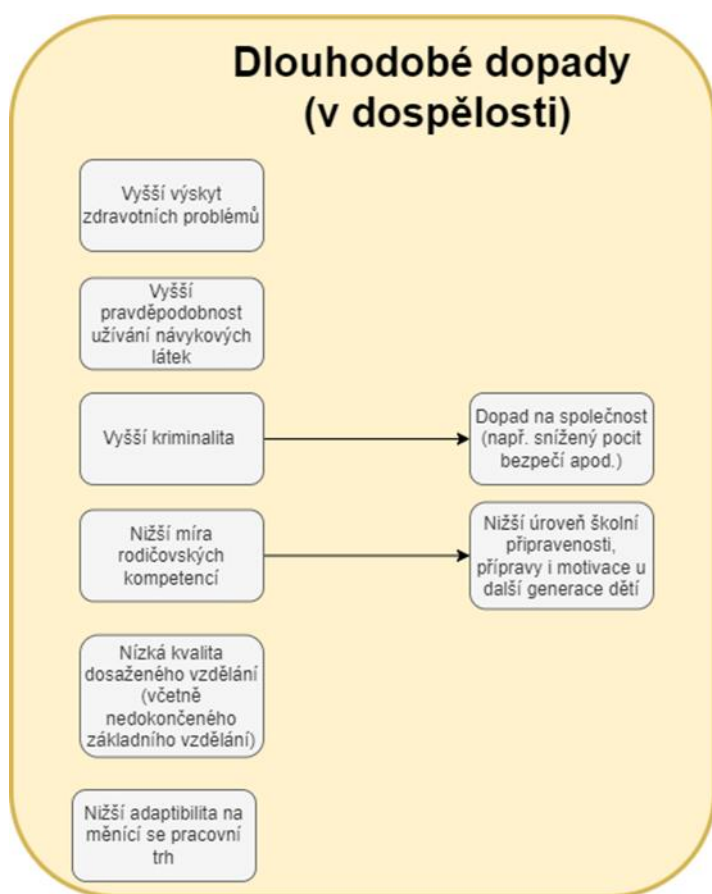 Dlouhodobé dopady
(v dospělosti)
Vyšší výskyt
zdravotních problémů
Vyšší
pravděpodobnost
užívání návykových
látek
Vyšší kriminalita
Dopad na společnost
(např. snížený pocit
bezpečí apod.)
Nižší míra
rodičovských
kompetencí
Nižší úroveň školní
připravenosti,
přípravy i motivace u
další generace dětí
Nízká kvalita
dosaženého vzdělání
(včetně
nedokončeného
základního vzdělání)
Nižší adaptibilita na
měnící se pracovní
trh